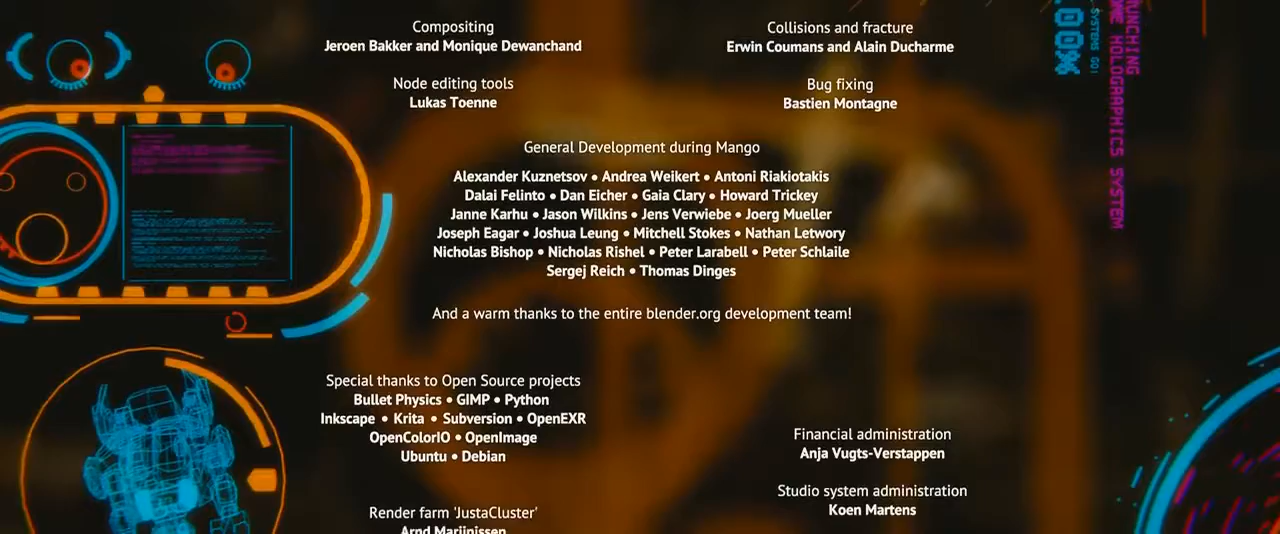 Compositing
Jeroen Bakker and Monique Dewanchand
Collisions and fracture
Erwin Coumans and Alain Ducharme
Node editing tools
Lukas Toenne
Bug fixing
Bastien Montagne
General Development during Mango
Alexander Kuznetsov • Andrea Weikert • Antoni Riakiotakis
Dalai Felinto • Dan Eicher • Gaia Clary • Howard Trickey
Janne Karhu • Jason Wilkins • Jens Verwiebe • Joerg Mueller
Joseph Eagar • Joshua Leung • Mitchell Stokes • Nathan Letwory
Nicholas Bishop • Nicholas Rishel • Peter Larabell • Peter Schlaile
Sergej Reich • Thomas Dinges
And a warm thanks to the entire blender.org development team!
Special thanks to Open Source projects
Bullet Physics • GIMP • Python
Inkscape • Krita • Subversion • OpenEXR
OpenColorIO • OpenImage
Ubuntu • Debian
Financial administration
Anja Vugts-Verstappen
Studio system administration
Koen Martens
Render farm 'JustaCluster'
Arnd Marijnissen
HOLOGRAPHICS SYSTEM
SYSTEMS GO!
00%